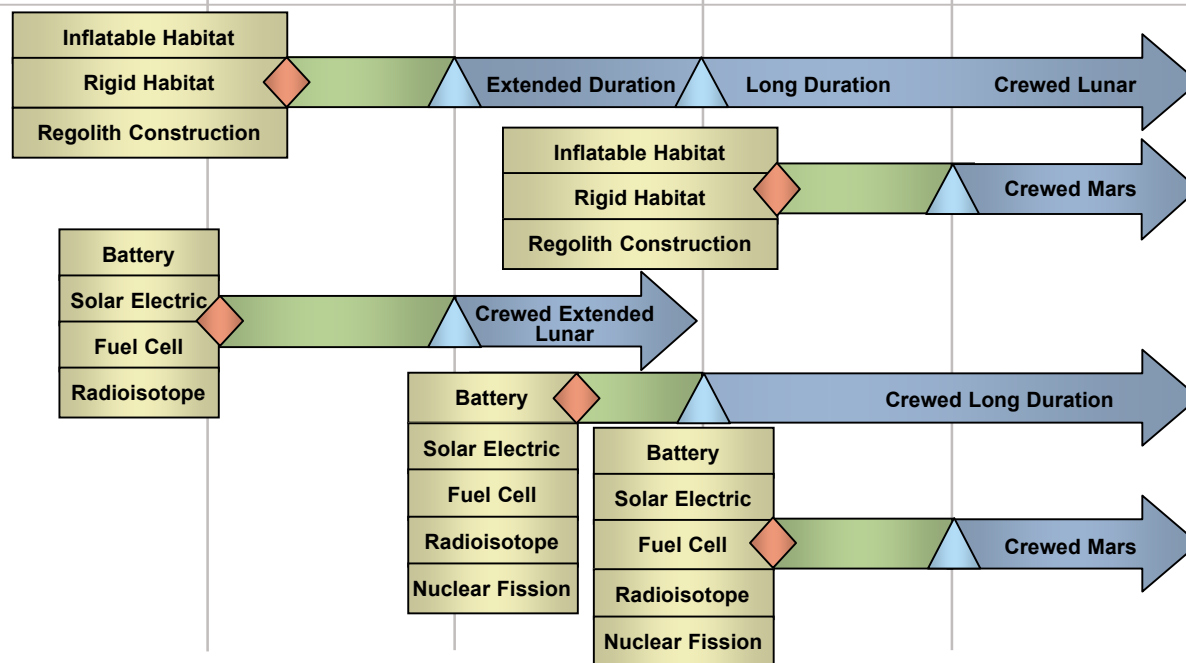 Inflatable Habitat
Rigid Habitat
Regolith Construction
Extended Duration
Long Duration
Crewed Lunar
Inflatable Habitat
Rigid Habitat
Regolith Construction
Crewed Mars
Battery
Solar Electric
Fuel Cell
Radioisotope
Crewed Extended
Lunar
Battery
Solar Electric
Fuel Cell
Radioisotope
Nuclear Fission
Crewed Long Duration
Battery
Solar Electric
Fuel Cell
Radioisotope
Nuclear Fission
Crewed Mars